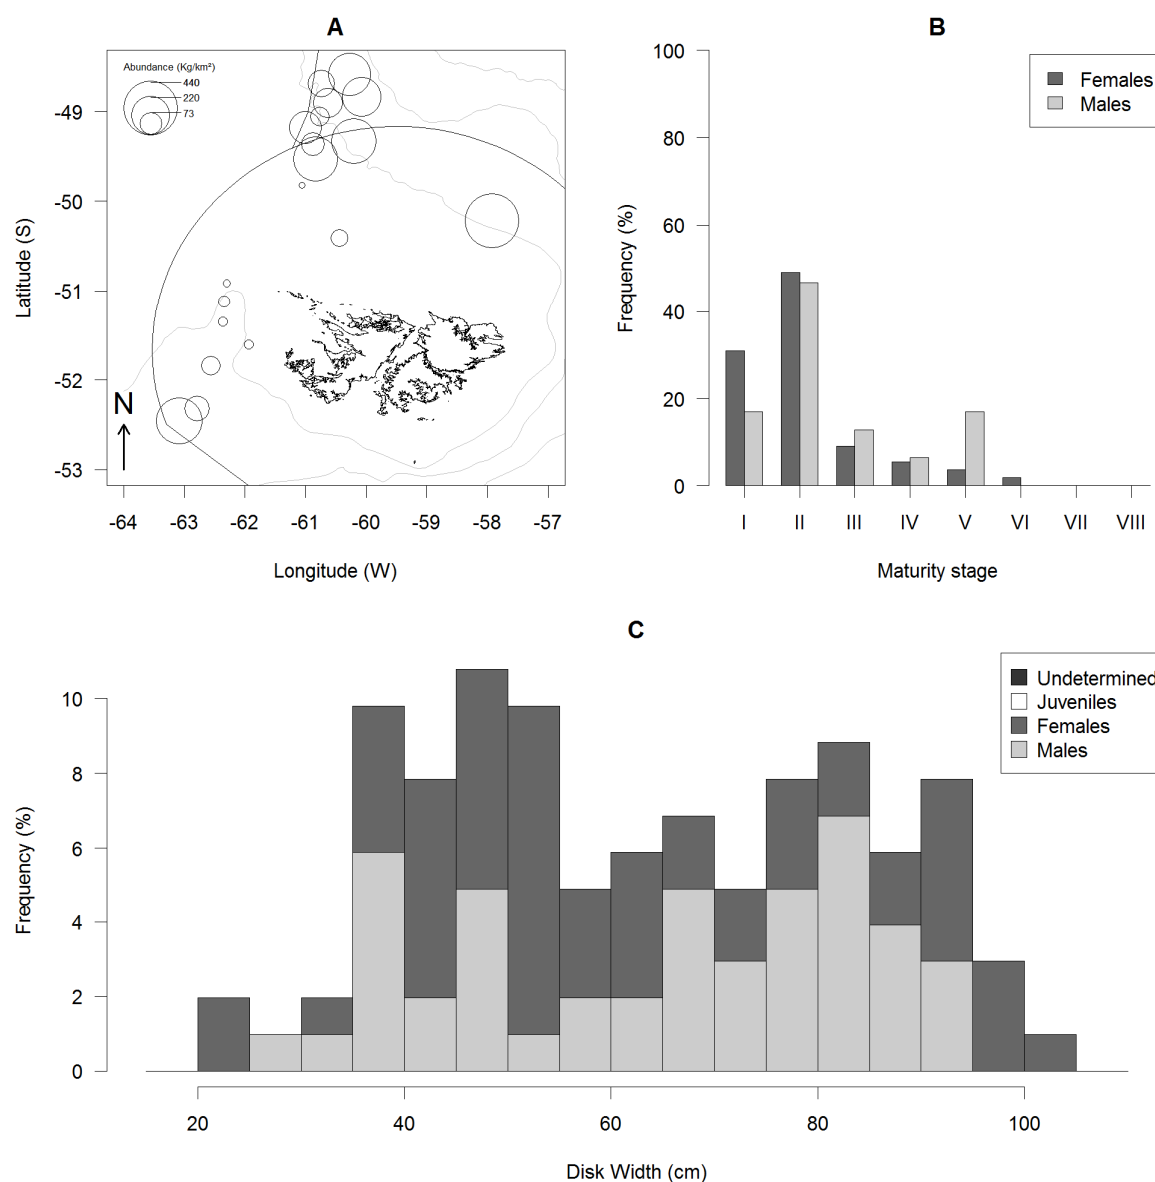 A
Abundance (Kg/km²)
440
220
73
-49
-50
-51
-52
-53
Latitude (S)
N
-64 -63 -62 -61 -60 -59 -58 -57
Longitude (W)
B
100
80
60
40
20
0
Frequency (%)
Females
Males
I II III IV V VI VII VIII
Maturity stage
C
10
8
6
4
2
0
Frequency (%)
Undetermined
Juveniles
Females
Males
20 40 60 80 100
Disk Width (cm)